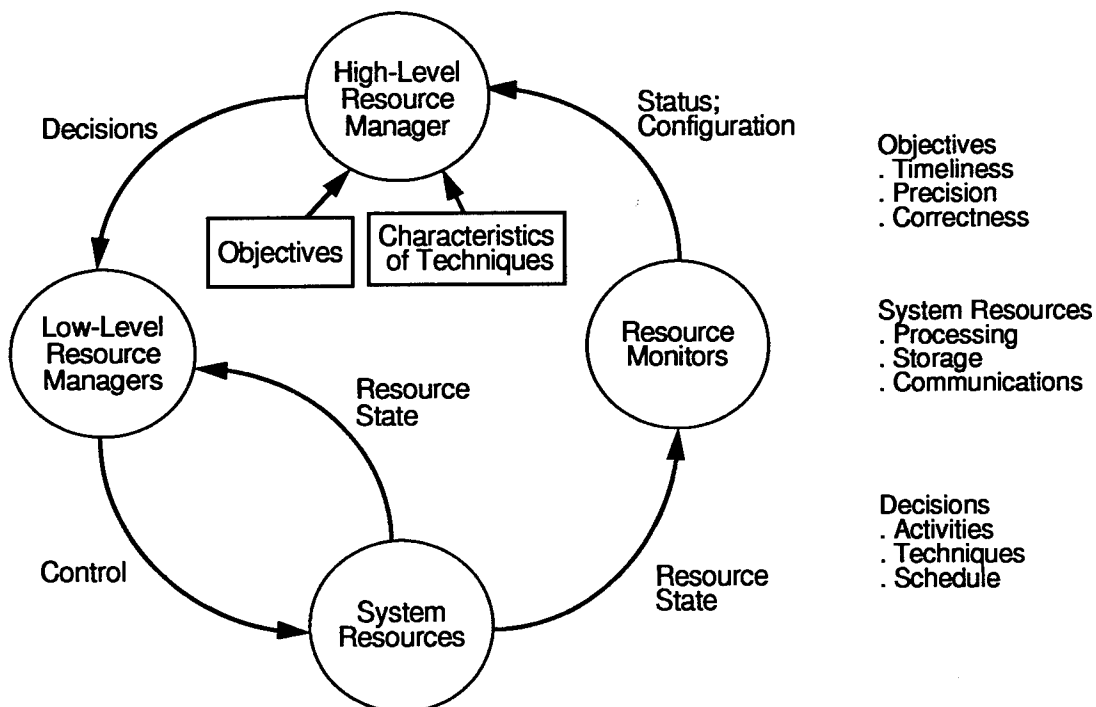 High-Level
Resource
Manager
Decisions
Status;
Configuration
Objectives
Characteristics
of Techniques
Low-Level
Resource
Managers
Resource
State
Resource
Monitors
Control
System
Resources
Resource
State
Objectives
. Timeliness
. Precision
. Correctness
System Resources
. Processing
. Storage
. Communications
Decisions
. Activities
. Techniques
. Schedule